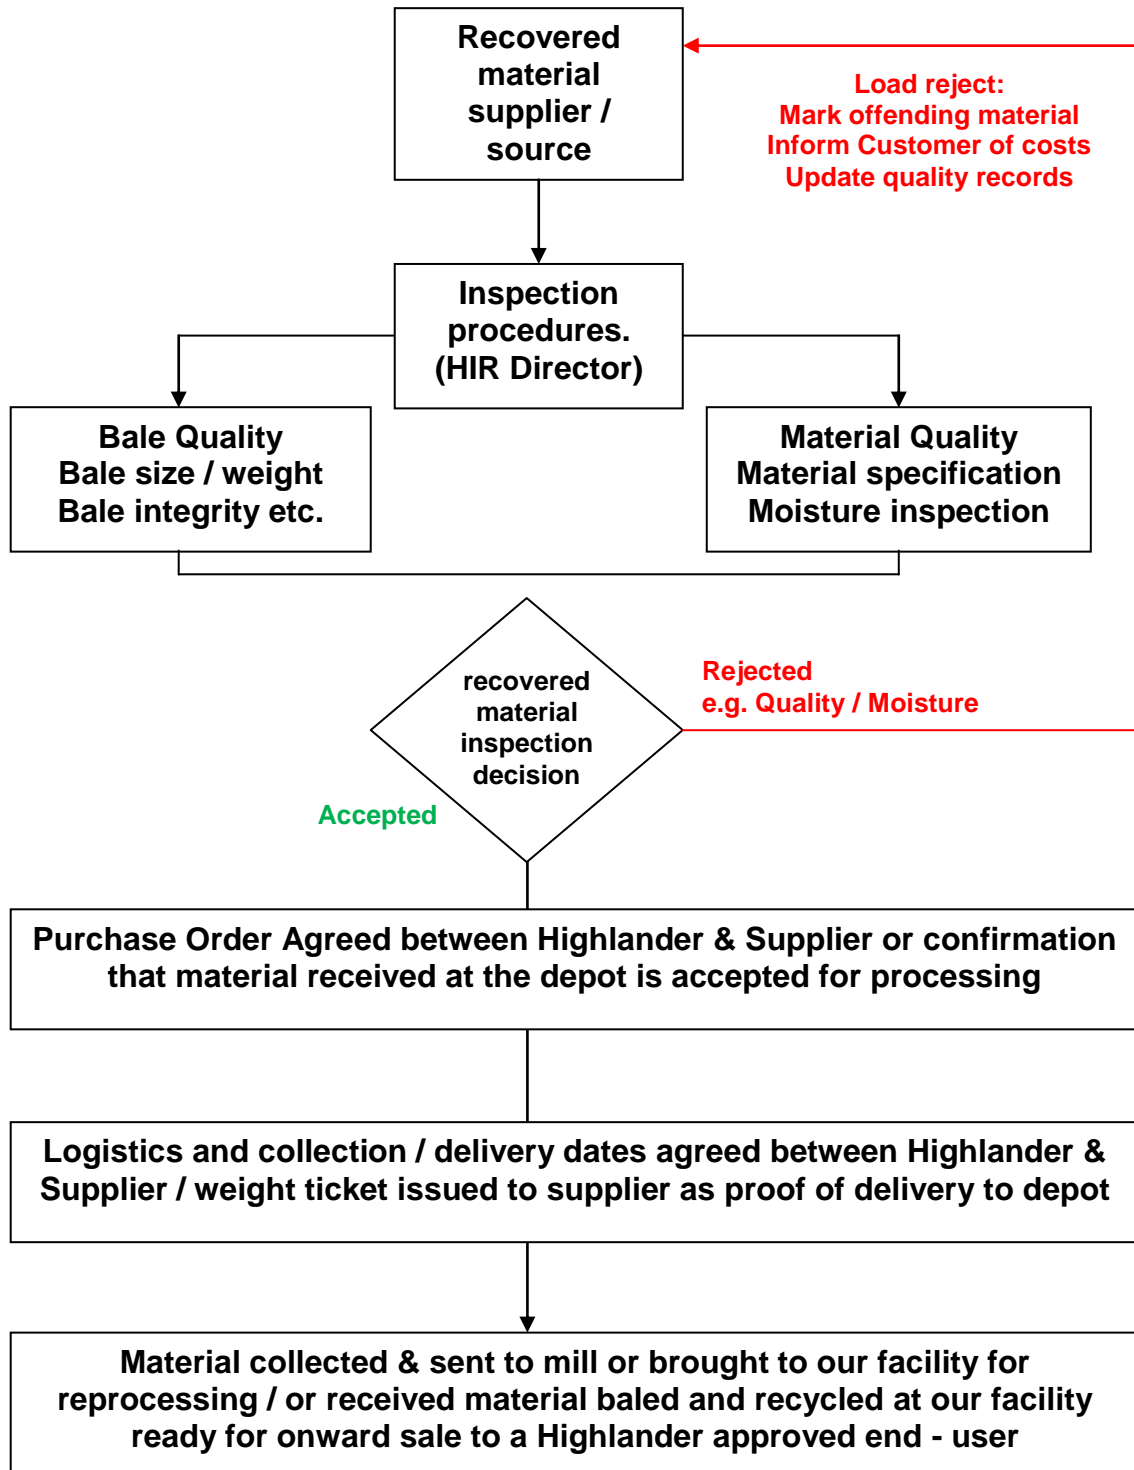 Recovered
material
supplier /
source
Load reject:
Mark offending material
Inform Customer of costs
Update quality records
Inspection
procedures.
(HIR Director)
Bale Quality
Bale size / weight
Bale integrity etc.
Material Quality
Material specification
Moisture inspection
recovered
material
inspection
decision
Rejected
e.g. Quality / Moisture
Accepted
Purchase Order Agreed between Highlander & Supplier or confirmation
that material received at the depot is accepted for processing
Logistics and collection / delivery dates agreed between Highlander &
Supplier / weight ticket issued to supplier as proof of delivery to depot
Material collected & sent to mill or brought to our facility for
reprocessing / or received material baled and recycled at our facility
ready for onward sale to a Highlander approved end - user